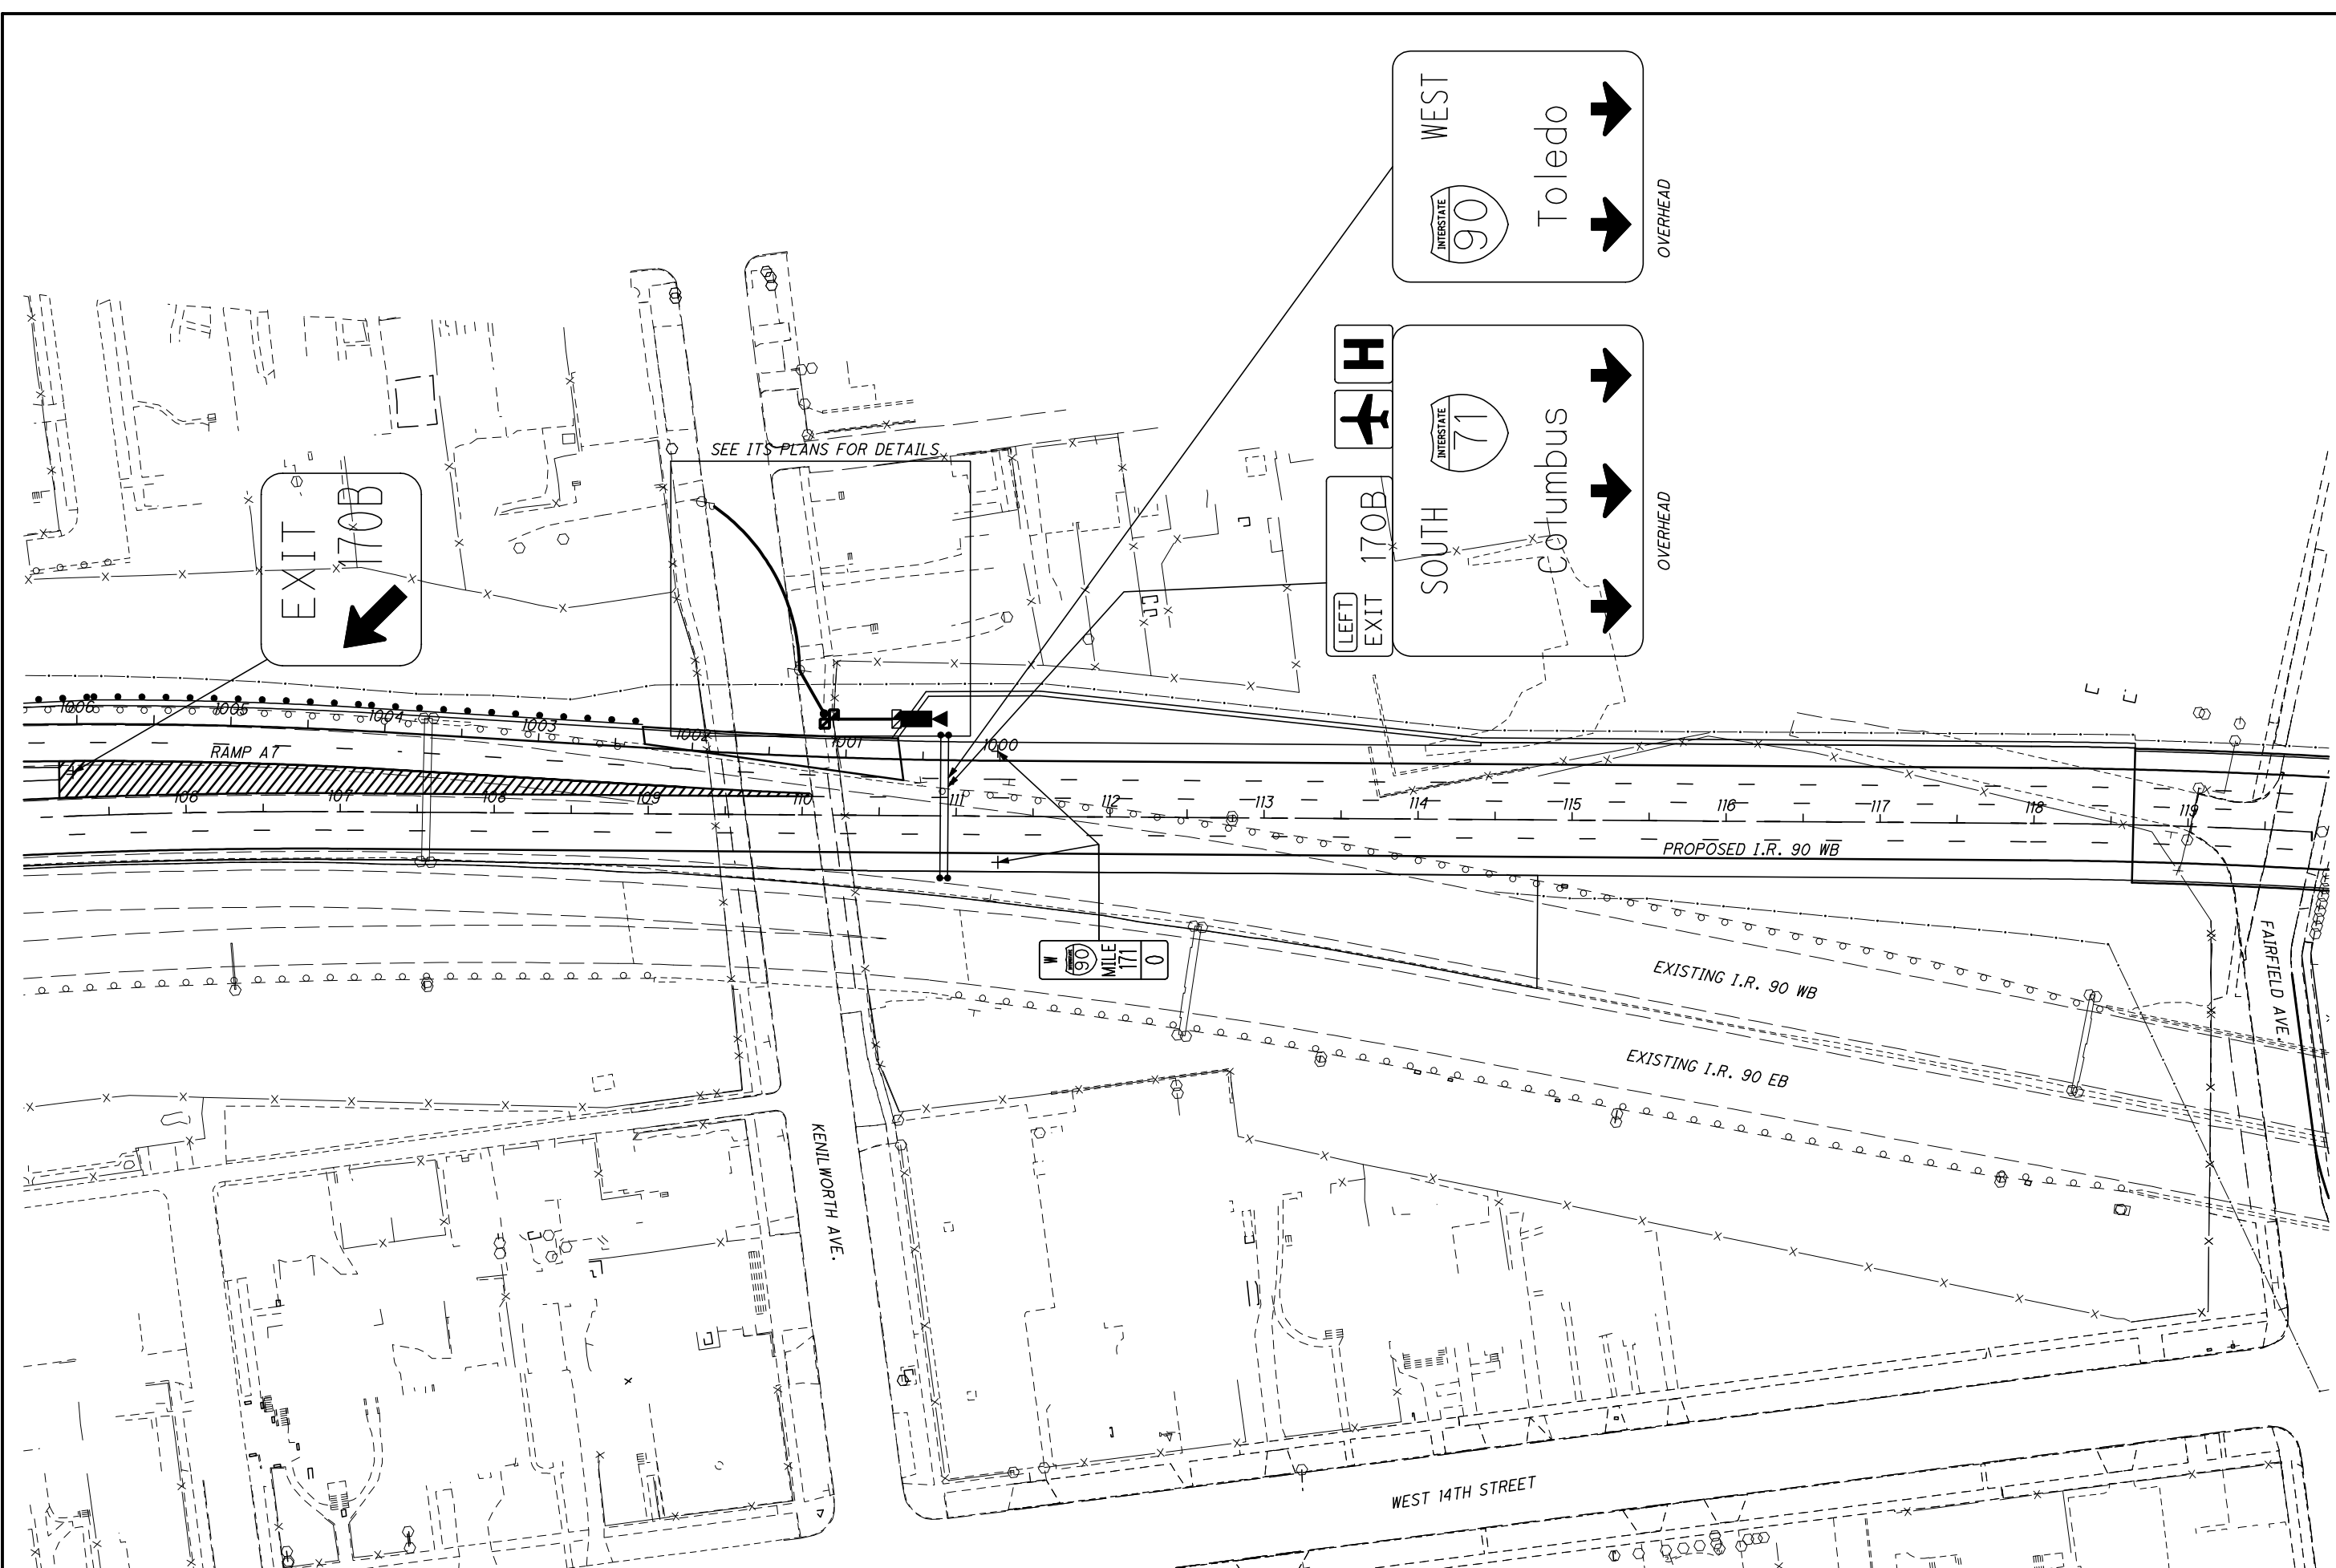 WEST
INTERSTATE
90
Toledo
OVERHEAD
H
LEFT
EXIT 170B
SOUTH
INTERSTATE
71
Columbus
OVERHEAD
SEE ITS PLANS FOR DETAILS
EXIT
170B
1006 1005 1004 1003 1002 1001 1000
RAMP A7
106 107 108 109 110 111 112 113 114 115 116 117 118 119
PROPOSED I.R. 90 WB
W
90
MILE
171
0
EXISTING I.R. 90 WB
EXISTING I.R. 90 EB
FAIRFIELD AVE.
KENILWORTH AVE.
WEST 14TH STREET